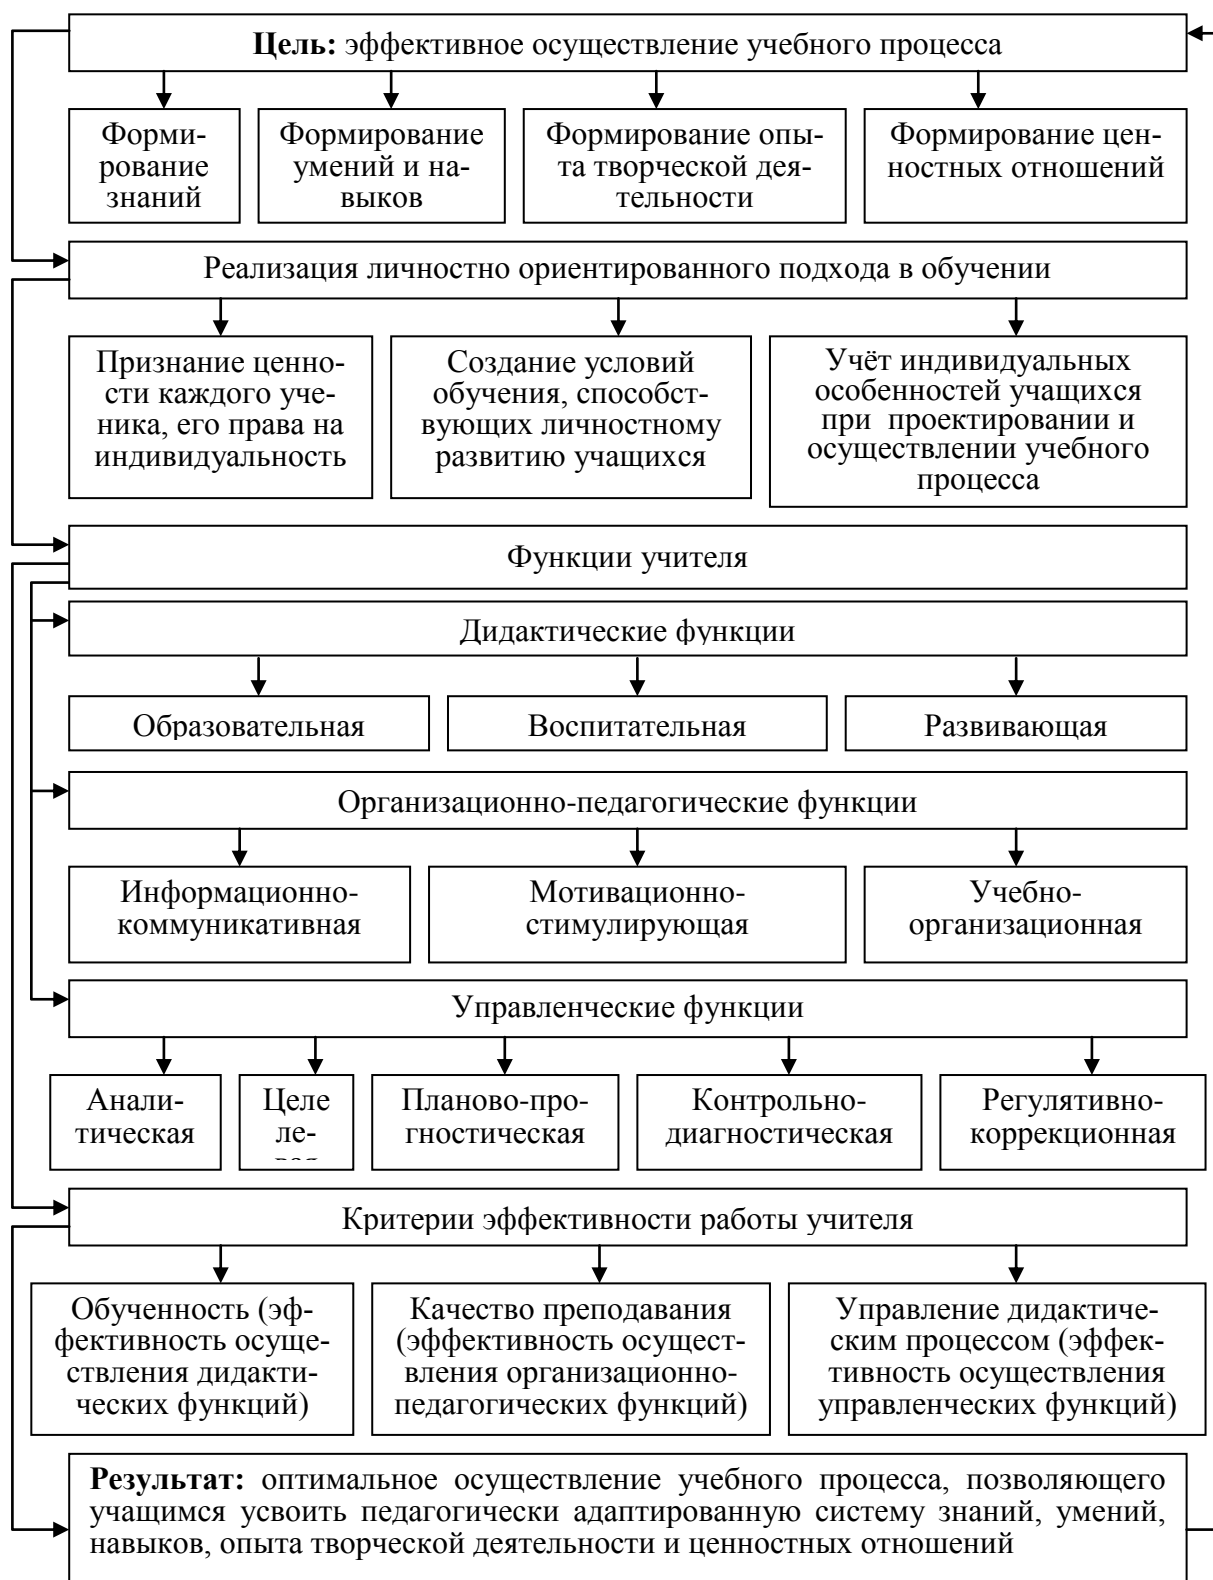 Цель: эффективное осуществление учебного процесса
Форми-
рование
знаний
Формирование
умений и на-
выков
Формирование опы-
та творческой дея-
тельности
Формирование цен-
ностных отношений
Реализация личностно ориентированного подхода в обучении
Признание ценно-
сти каждого уче-
ника, его права на
индивидуальность
Создание условий
обучения, способст-
вующих личностному
развитию учащихся
Учёт индивидуальных
особенностей учащихся
при проектировании и
осуществлении учебного
процесса
Функции учителя
Дидактические функции
Образовательная
Воспитательная
Развивающая
Организационно-педагогические функции
Информационно-
коммуникативная
Мотивационно-
стимулирующая
Учебно-
организационная
Управленческие функции
Анали-
тическая
Целе
ле-
вая
Планово-про-
гностическая
Контрольно-
диагностическая
Регулятивно-
коррекционная
Критерии эффективности работы учителя
Обученность (эф-
фективность осуще-
ствления дидакти-
ческих функций)
Качество преподавания
(эффективность осущест-
вления организационно-
педагогических функций)
Управление дидактиче-
ским процессом (эффек-
тивность осуществления
управленческих функций)
Результат: оптимальное осуществление учебного процесса, позволяющего
учащимся усвоить педагогически адаптированную систему знаний, умений,
навыков, опыта творческой деятельности и ценностных отношений